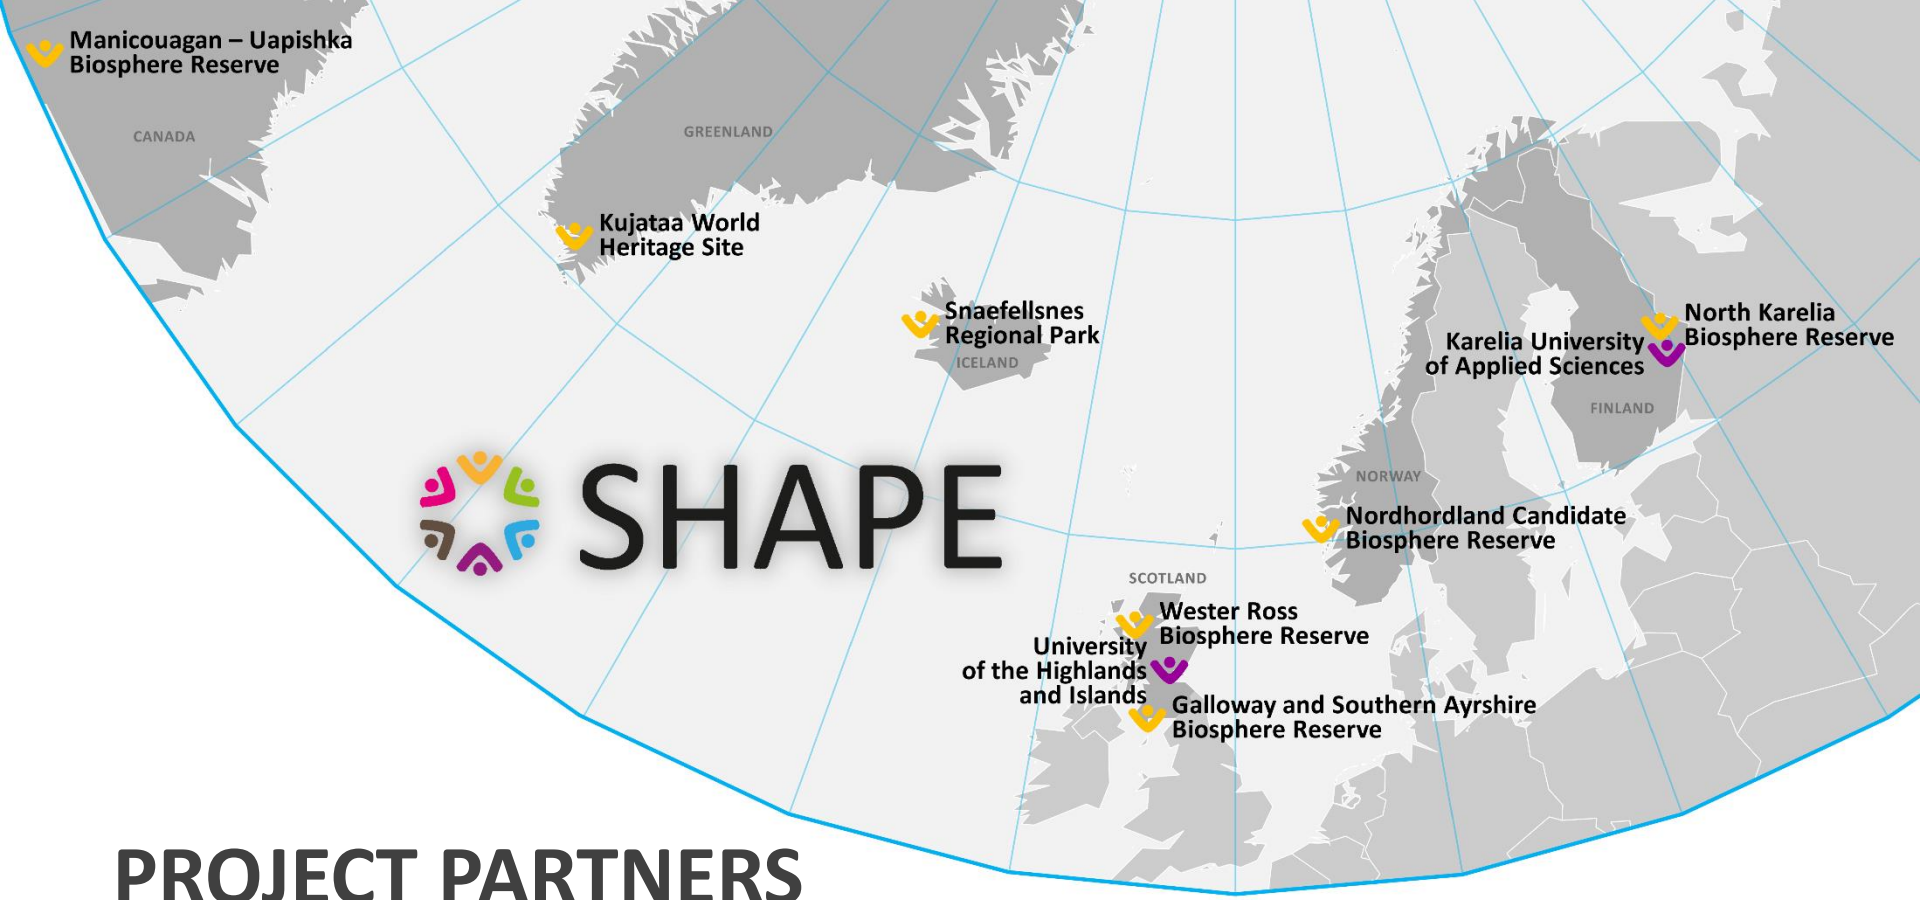 Manicouagan – Uapishka
Biosphere Reserve
CANADA
GREENLAND
Kujataa World
Heritage Site
Snaefellsnes
Regional Park
ICELAND
North Karelia
Biosphere Reserve
Karelia University
of Applied Sciences
FINLAND
SHAPE
NORWAY
Nordhordland Candidate
Biosphere Reserve
SCOTLAND
Wester Ross
Biosphere Reserve
University
of the Highlands
and Islands
Galloway and Southern Ayrshire
Biosphere Reserve
PROJECT PARTNERS